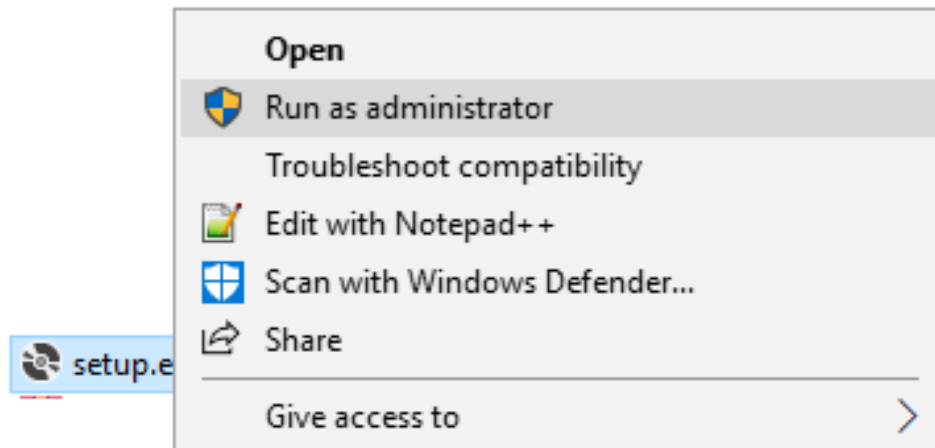 Open
Run as administrator
Troubleshoot compatibility
Edit with Notepad++
Scan with Windows Defender...
Share
setup.e
Give access to